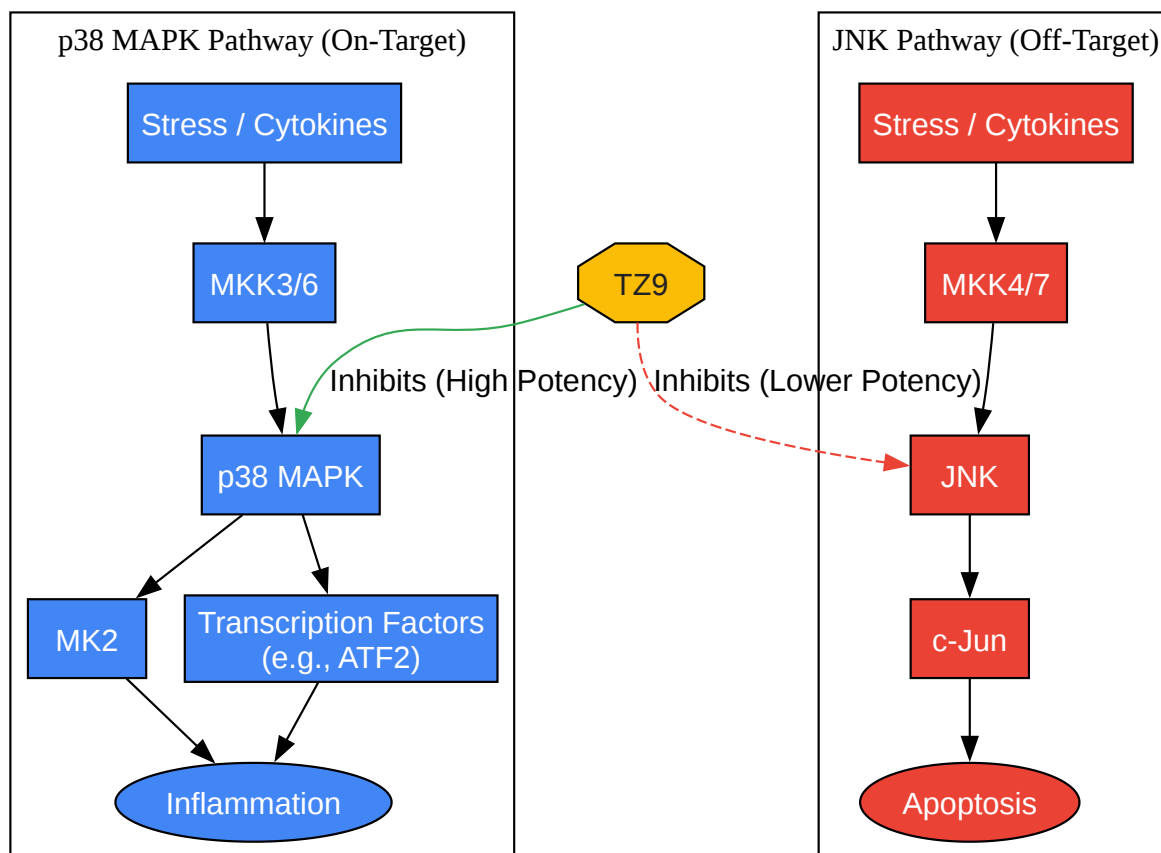 p38 MAPK Pathway (On-Target)
Stress / Cytokines
MKK3/6
p38 MAPK
MK2
Transcription Factors
(e.g., ATF2)
Inflammation
TZ9
Inhibits (High Potency)
Inhibits (Lower Potency)
JNK Pathway (Off-Target)
Stress / Cytokines
MKK4/7
JNK
c-Jun
Apoptosis